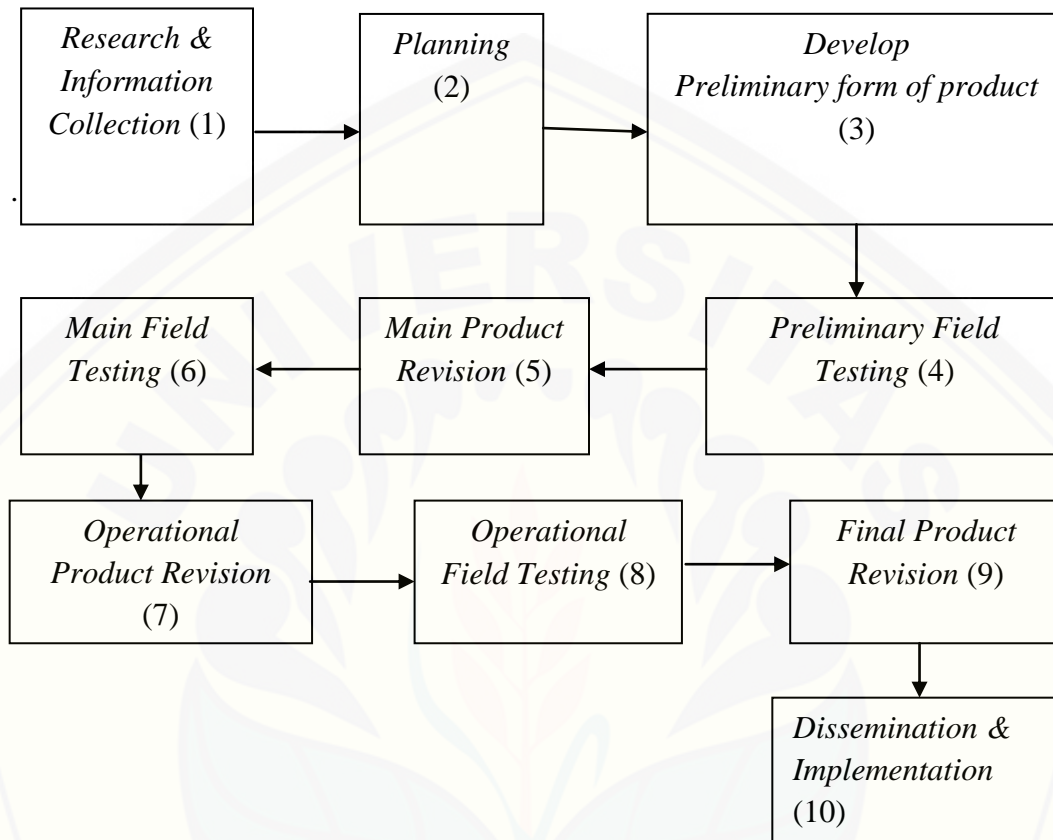 Research &
Information
Collection (1)
Planning
(2)
Develop
Preliminary form of product
(3)
.
Preliminary Field
Testing (4)
Main Product
Revision (5)
Main Field
Testing (6)
Operational
Product Revision
(7)
Operational
Field Testing (8)
Final Product
Revision (9)
Dissemination &
Implementation
(10)
UNIVERSITAS